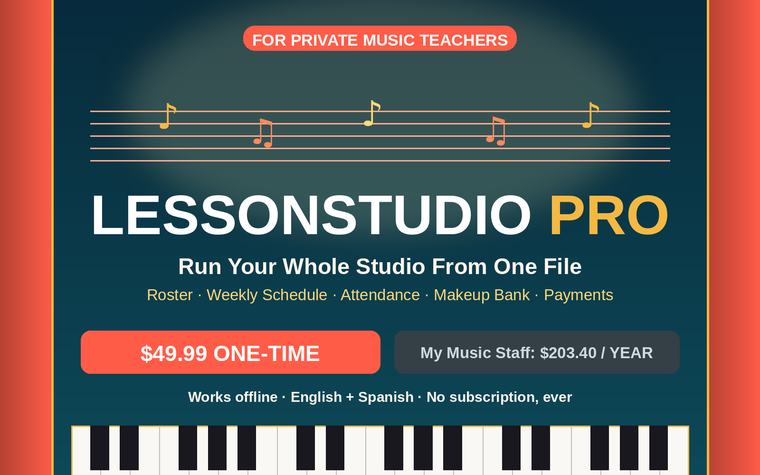 FOR PRIVATE MUSIC TEACHERS
LESSONSTUDIO PRO
Run Your Whole Studio From One File
Roster · Weekly Schedule · Attendance · Makeup Bank · Payments
$49.99 ONE-TIME
My Music Staff: $203.40 / YEAR
Works offline · English + Spanish · No subscription, ever